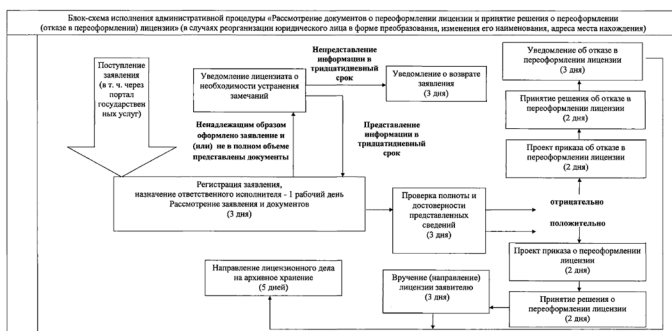 Блок-схема исполнения административной процедуры «Рассмотрение документов о переоформлении лицензии и принятие решения о переоформлении
(отказе в переоформлении) лицензии» (в случаях реорганизации юридического лица в форме преобразования, изменения его наименования, адреса места нахождения)
Поступление
заявления
(в т. ч. через
портал
государствен
ных услуг)
Уведомление лицензиата о
необходимости устранения
замечаний
Непредставление
информации в
тридцатидневный
срок
Уведомление о возврате
заявления
(3 дня)
Уведомление об отказе в
переоформлении лицензии
(3 дня)
Принятие решения об отказе в
переоформлении лицензии
(2 дня)
Ненадлежащим образом
оформлено заявление и
(или) не в полном объеме
представлены документы
Представление
информации в
тридцатидневный
срок
Проект приказа об отказе в
переоформлении лицензии
(2 дня)
Регистрация заявления,
назначение ответственного исполнителя - 1 рабочий день
Рассмотрение заявления и документов
(3 дня)
Проверка полноты и
достоверности
представленных
сведений
(3 дня)
отрицательно
положительно
Проект приказа о переоформлении
лицензии
(2 дня)
Направление лицензионного дела
на архивное хранение
(5 дней)
Вручение (направление)
лицензии заявителю
(3 дня)
Принятие решения о
переоформлении лицензии
(2 дня)